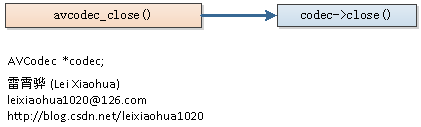 avcodec_close()
codec->close()
AVCodec *codec;
雷霄骅 (Lei Xiaohua)
leixiaohua1020@126.com
http://blog.csdn.net/leixiaohua1020